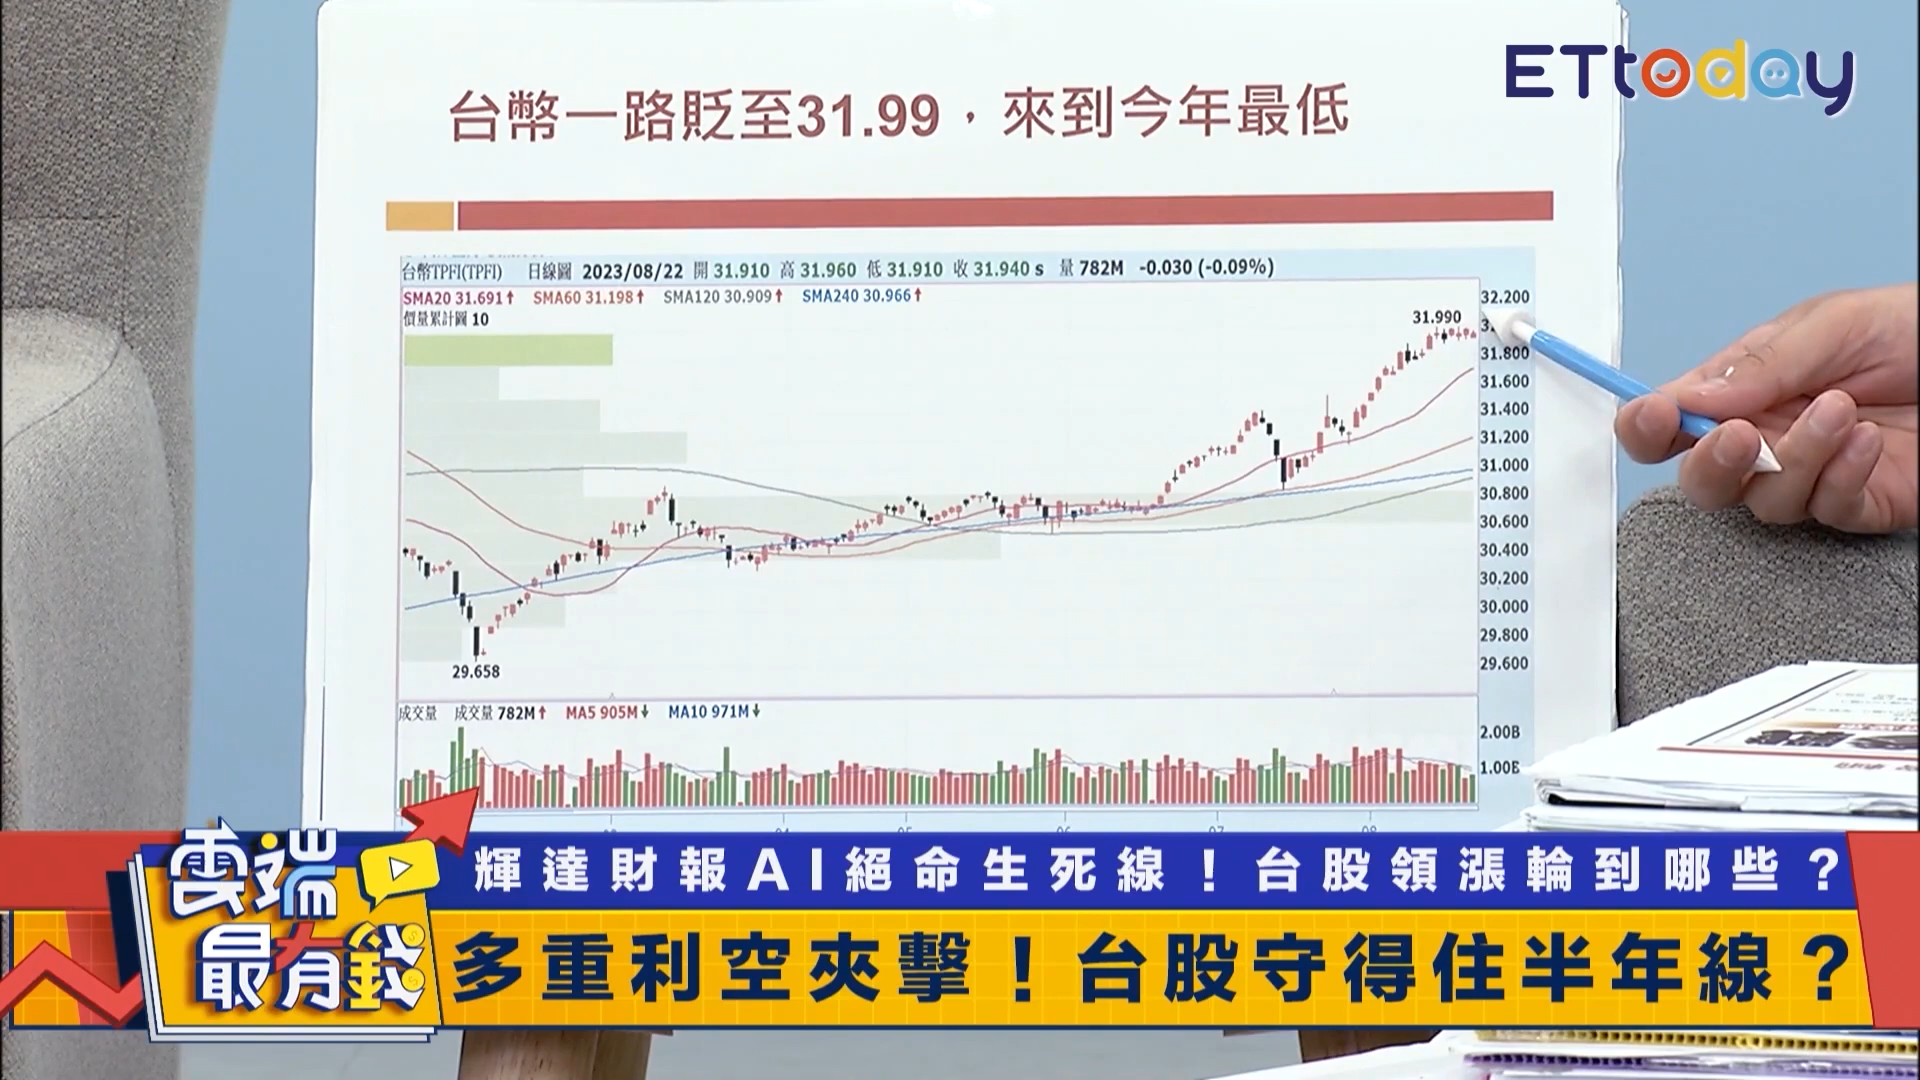 ETtoday
台幣一路貶至31.99，來到今年最低
台幣TPFI(TPFI) 日線圖 2023/08/22 開 31.910 高 31.960 低 31.910 收 31.940 s 量 782M -0.030 (-0.09%)
SMA20 31.691↑ SMA60 31.198↑ SMA120 30.909↑ SMA240 30.966↑
價量累計圖 10
31.990
29.658
32.200
31.800
31.600
31.400
31.200
31.000
30.800
30.600
30.400
30.200
30.000
29.800
29.600
成交量 成交量 782M↑ MA5 905M↓ MA10 971M↓
2.00B
1.00B
雲端最有錢
輝達財報AI絕命生死線！台股領漲輪到哪些？
多重利空夾擊！台股守得住半年線？